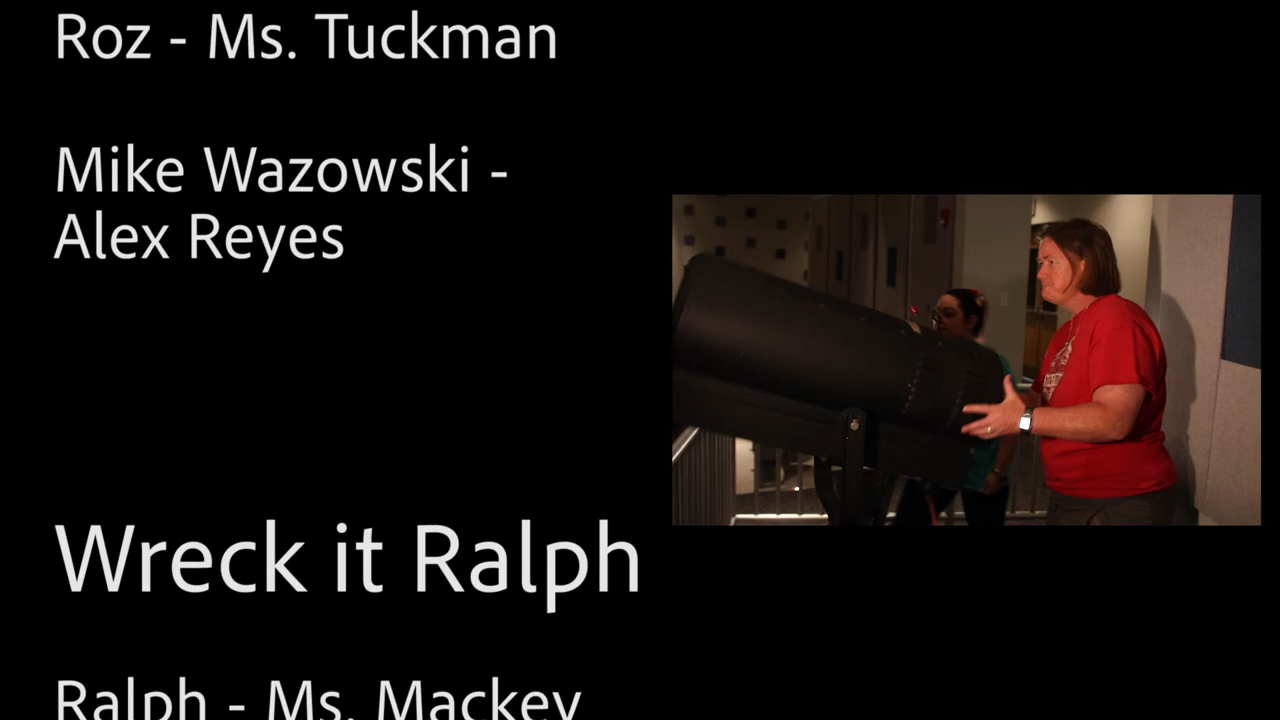 Roz - Ms. Tuckman
Mike Wazowski -
Alex Reyes
Wreck it Ralph
Ralph - Ms. Mackey